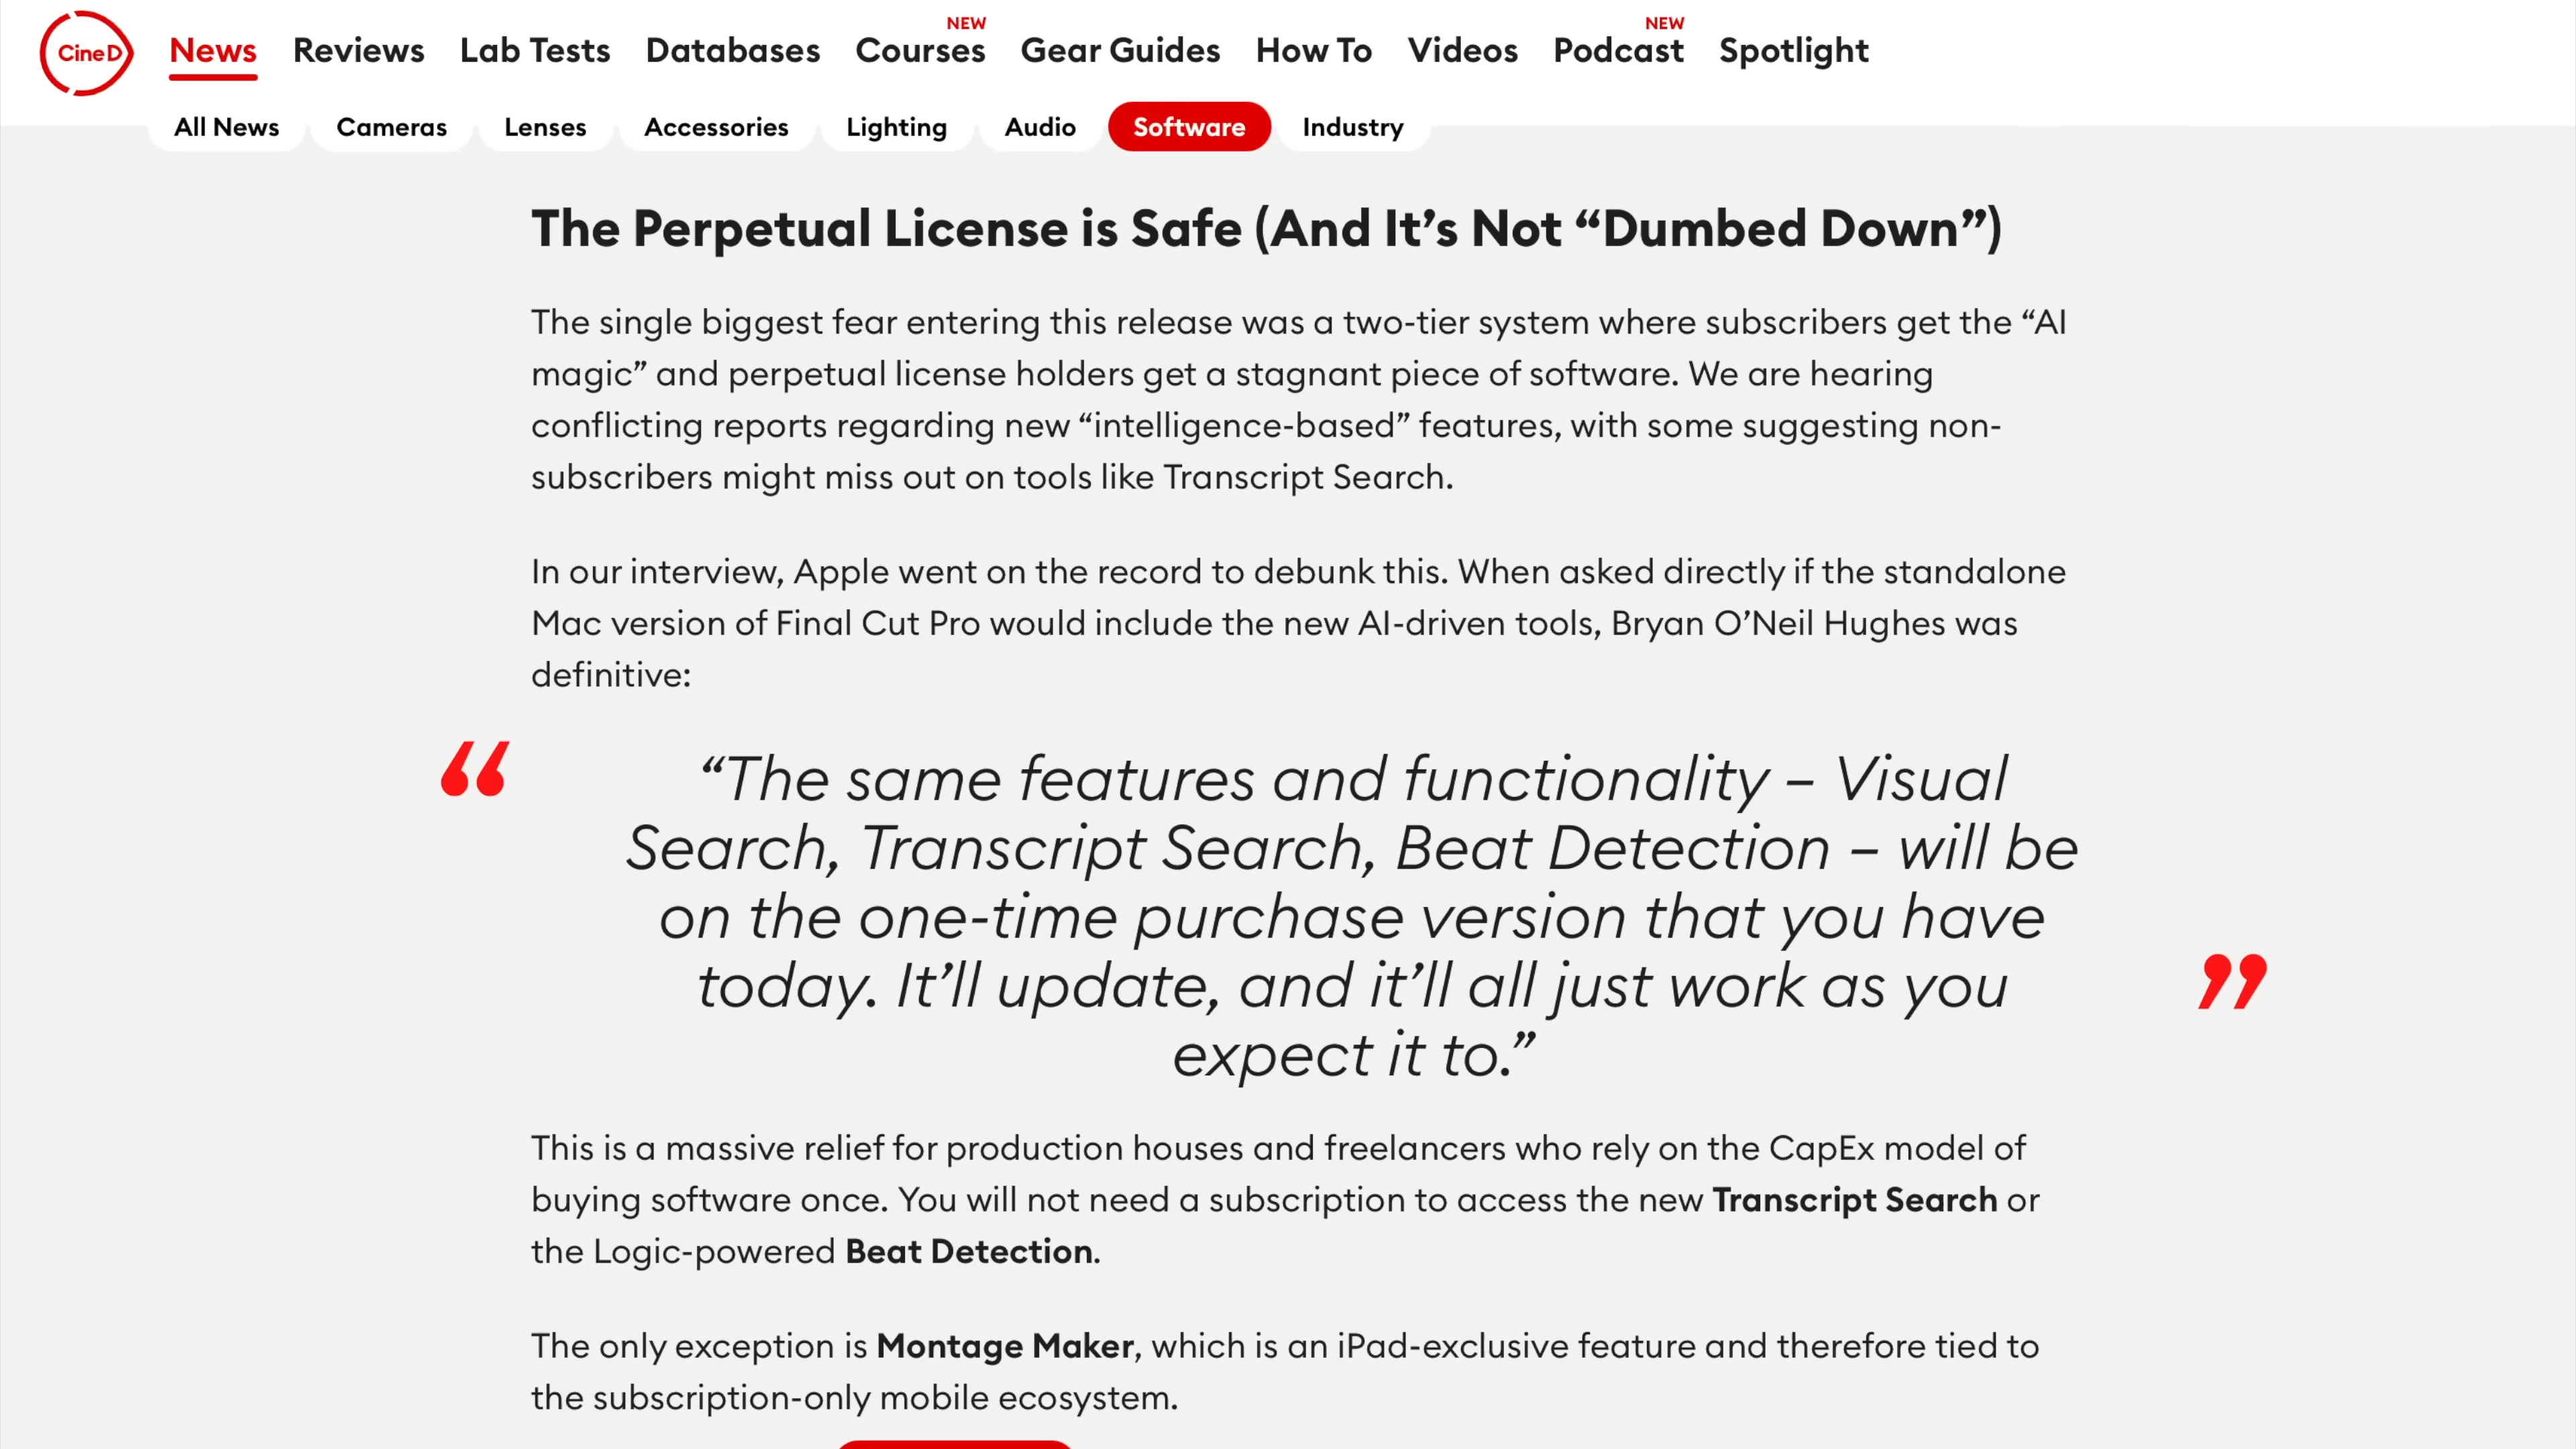 CineD
News Reviews Lab Tests Databases Courses NEW Gear Guides How To Videos Podcast NEW Spotlight
All News Cameras Lenses Accessories Lighting Audio Software Industry
The Perpetual License is Safe (And It’s Not “Dumbed Down”)
The single biggest fear entering this release was a two-tier system where subscribers get the “AI
magic” and perpetual license holders get a stagnant piece of software. We are hearing
conflicting reports regarding new “intelligence-based” features, with some suggesting non-
subscribers might miss out on tools like Transcript Search.
In our interview, Apple went on the record to debunk this. When asked directly if the standalone
Mac version of Final Cut Pro would include the new AI-driven tools, Bryan O’Neil Hughes was
definitive:
“
“The same features and functionality – Visual
Search, Transcript Search, Beat Detection – will be
on the one-time purchase version that you have
today. It’ll update, and it’ll all just work as you
expect it to.”
”
This is a massive relief for production houses and freelancers who rely on the CapEx model of
buying software once. You will not need a subscription to access the new Transcript Search or
the Logic-powered Beat Detection.
The only exception is Montage Maker, which is an iPad-exclusive feature and therefore tied to
the subscription-only mobile ecosystem.